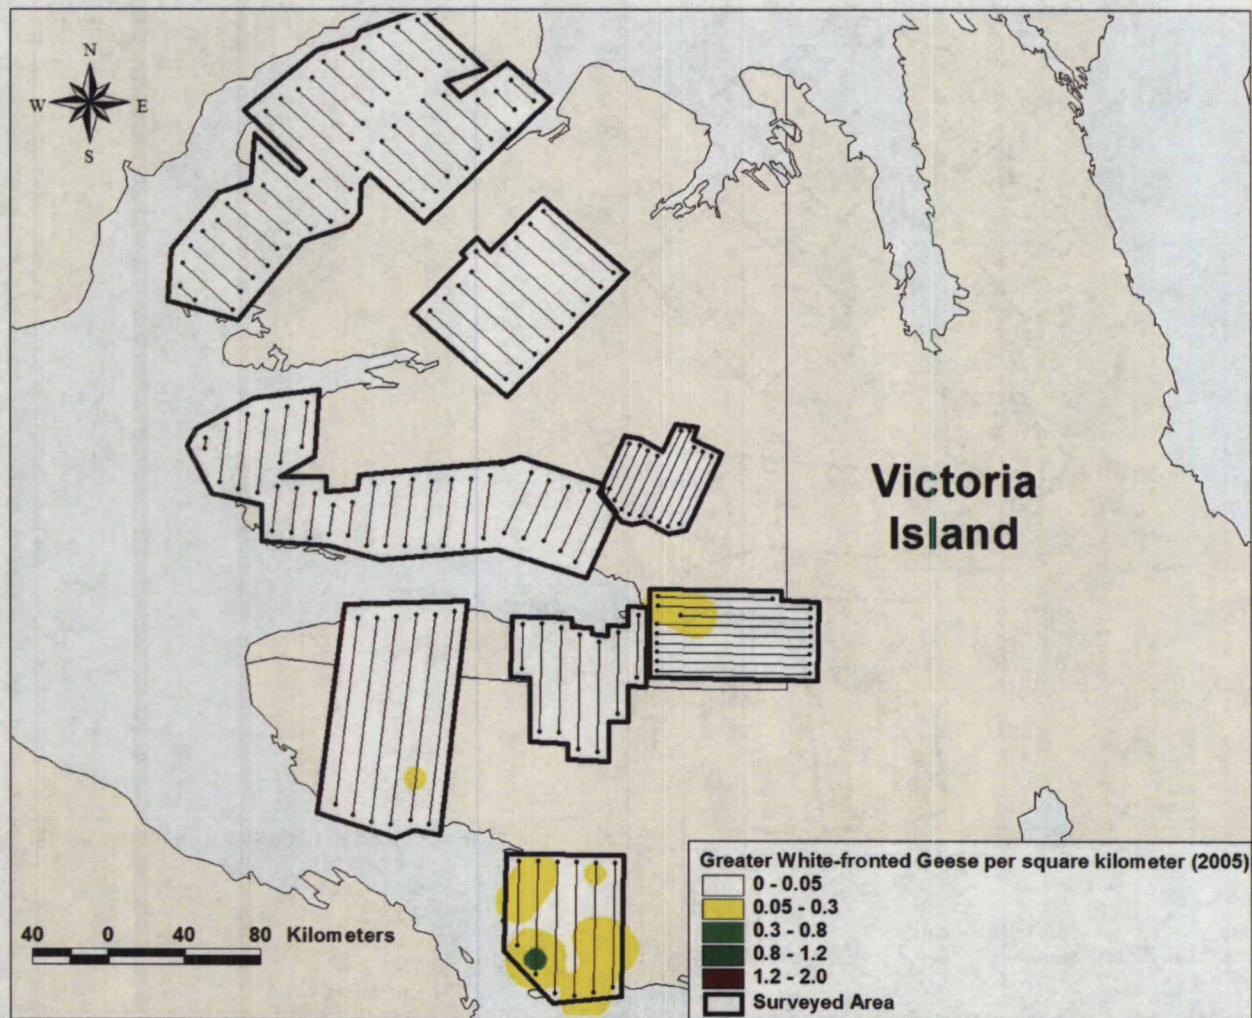 N
W E
S
Victoria
Island
Greater White-fronted Geese per square kilometer (2005)
0 - 0.05
0.05 - 0.3
0.3 - 0.8
0.8 - 1.2
1.2 - 2.0
Surveyed Area
40 0 40 80 Kilometers